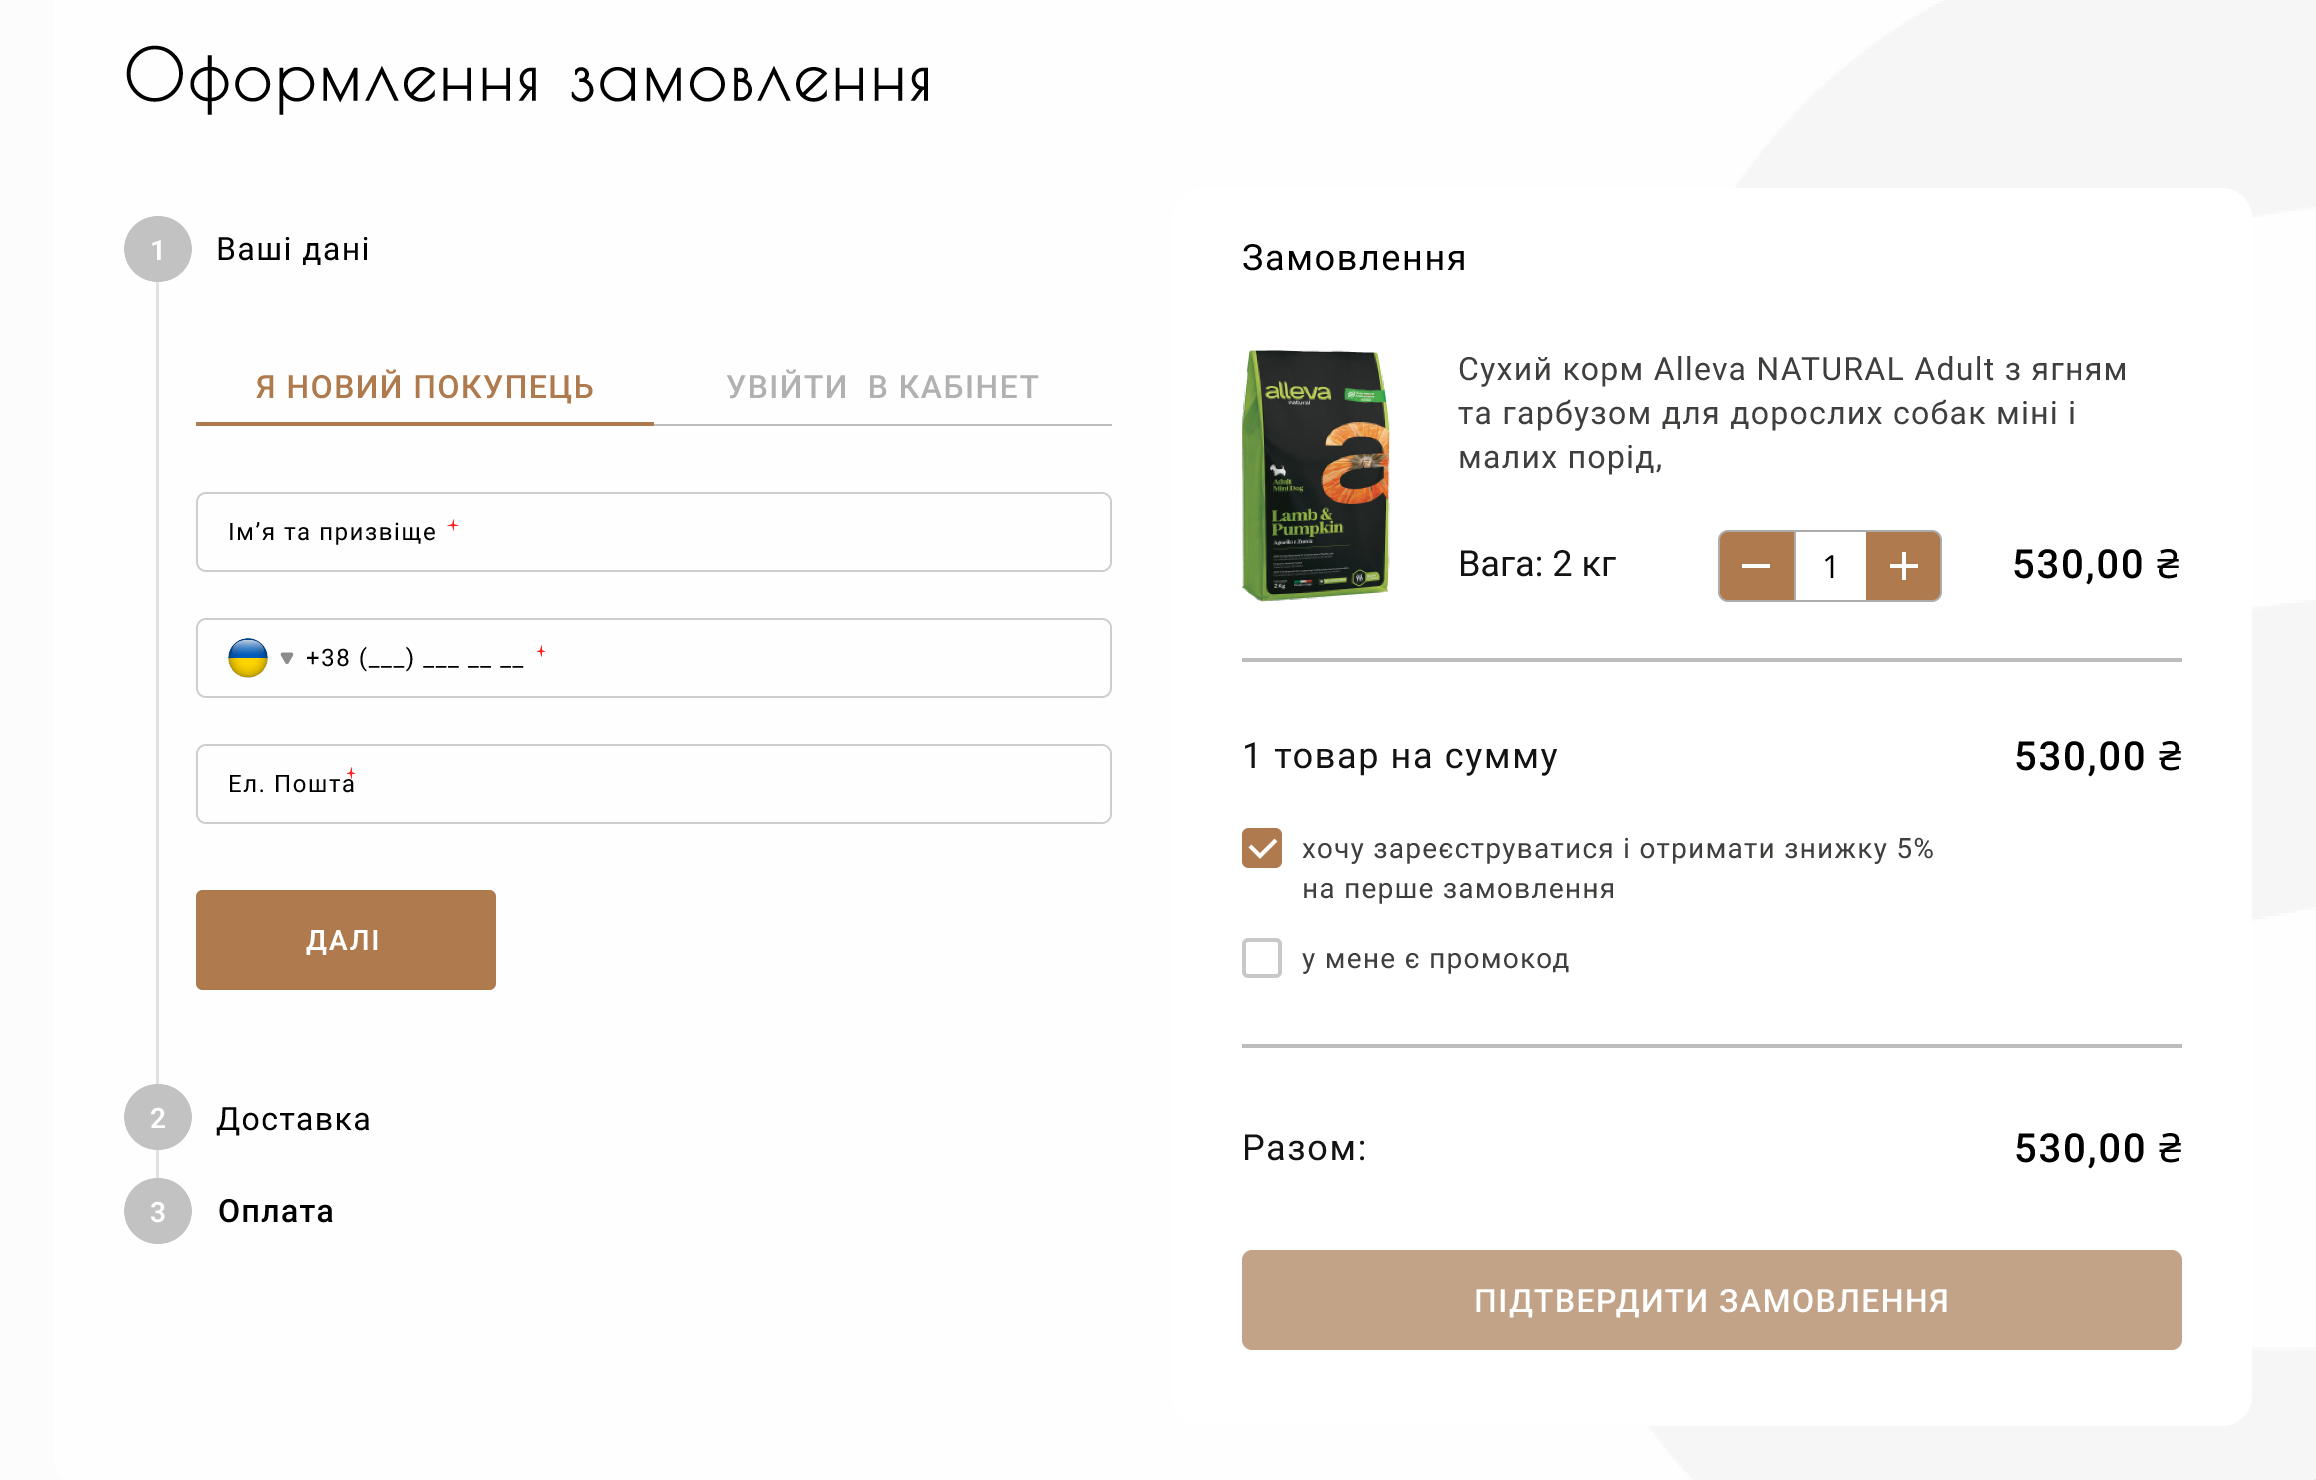 Оформлення замовлення
1
Ваші дані
Я НОВИЙ ПОКУПЕЦЬ
УВІЙТИ В КАБІНЕТ
Ім’я та призвіще
+38 (___) ___ __ __
Ел. Пошта
ДАЛІ
2
Доставка
3
Оплата
Замовлення
alleva
natural
Adult
Mini Dog
Lamb &
Pumpkin
Сухий корм Alleva NATURAL Adult з ягням
та гарбузом для дорослих собак міні і
малих порід,
Вага: 2 кг
1
530,00 ₴
1 товар на сумму
530,00 ₴
хочу зареєструватися і отримати знижку 5%
на перше замовлення
у мене є промокод
Разом:
530,00 ₴
ПІДТВЕРДИТИ ЗАМОВЛЕННЯ